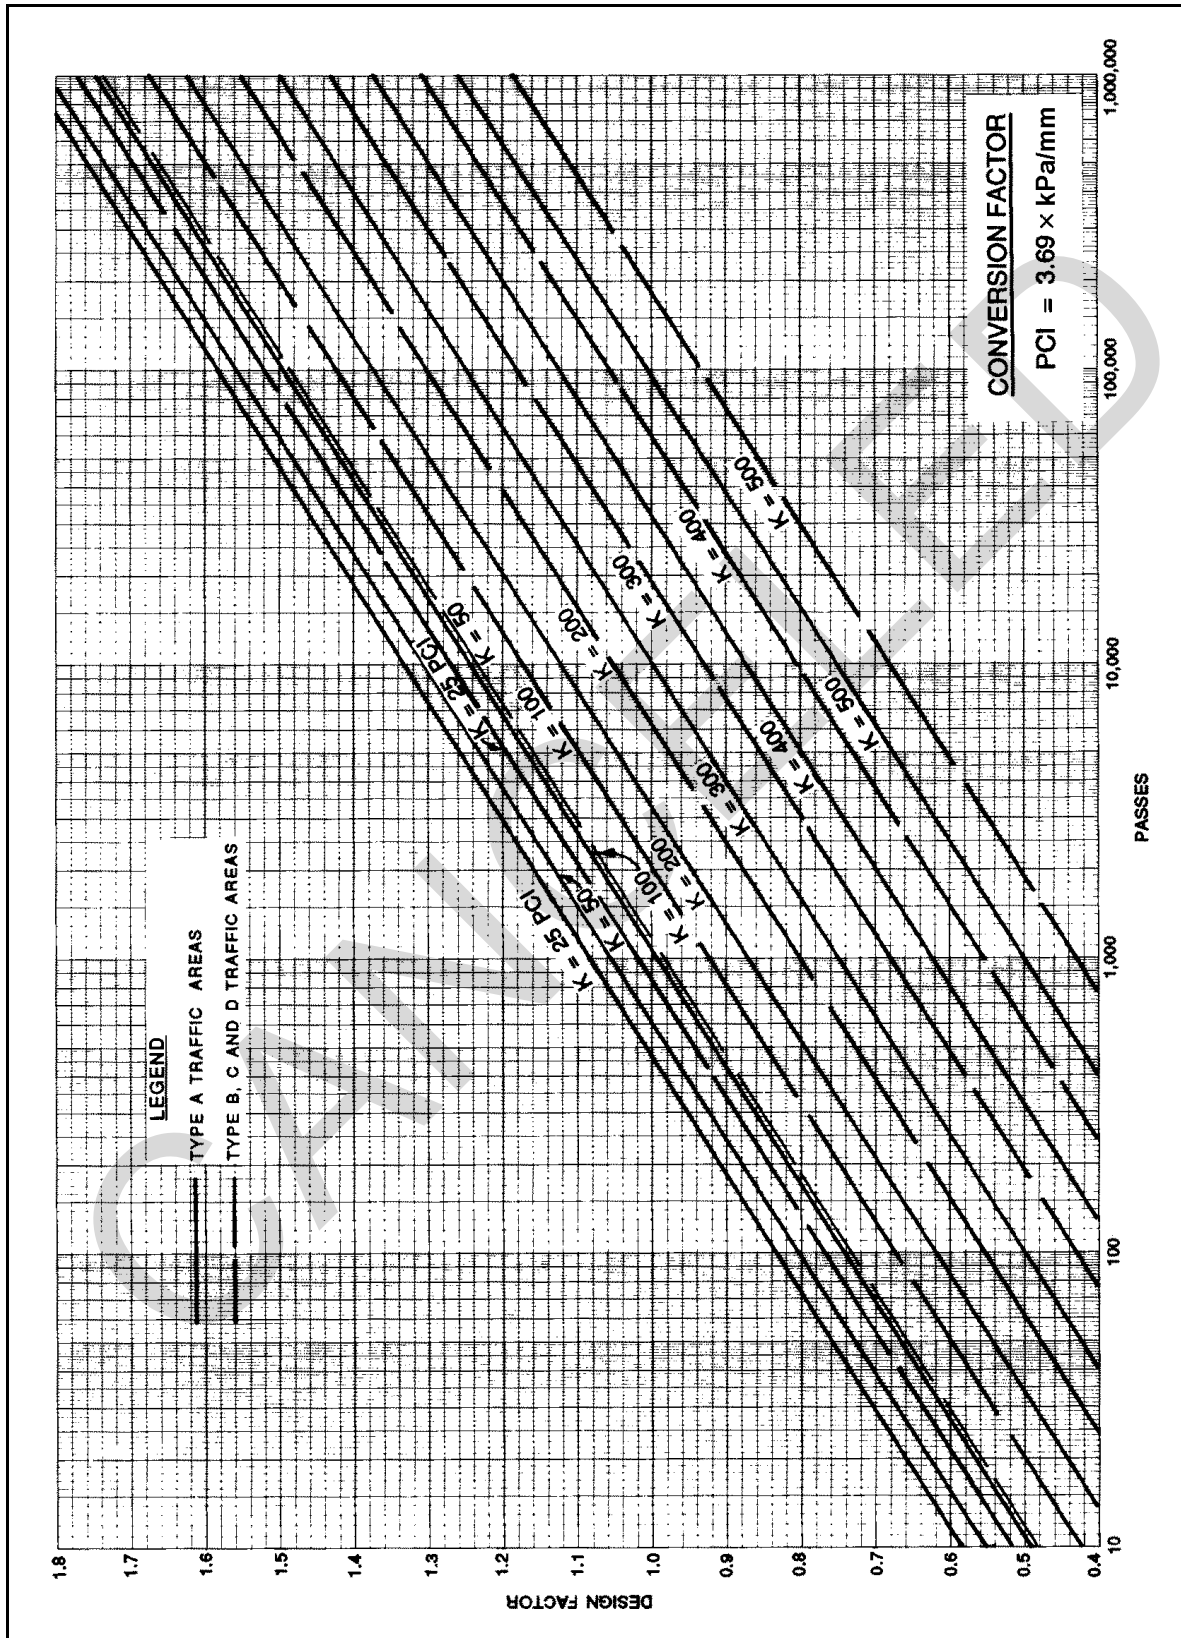 LEGEND
TYPE A TRAFFIC AREAS
TYPE B, C AND D TRAFFIC AREAS
CONVERSION FACTOR
PCI = 3.69 × kPa/mm
DESIGN FACTOR
1.8
1.7
1.6
1.5
1.4
1.3
1.2
1.1
1.0
0.9
0.8
0.7
0.6
0.5
0.4
K = 25 PCI
K = 50
K = 100
K = 200
K = 300
K = 400
K = 500
K = 25 PCI
K = 50
K = 100
K = 200
K = 300
K = 400
K = 500
10
100
1,000
10,000
100,000
1,000,000
PASSES
CANCELED